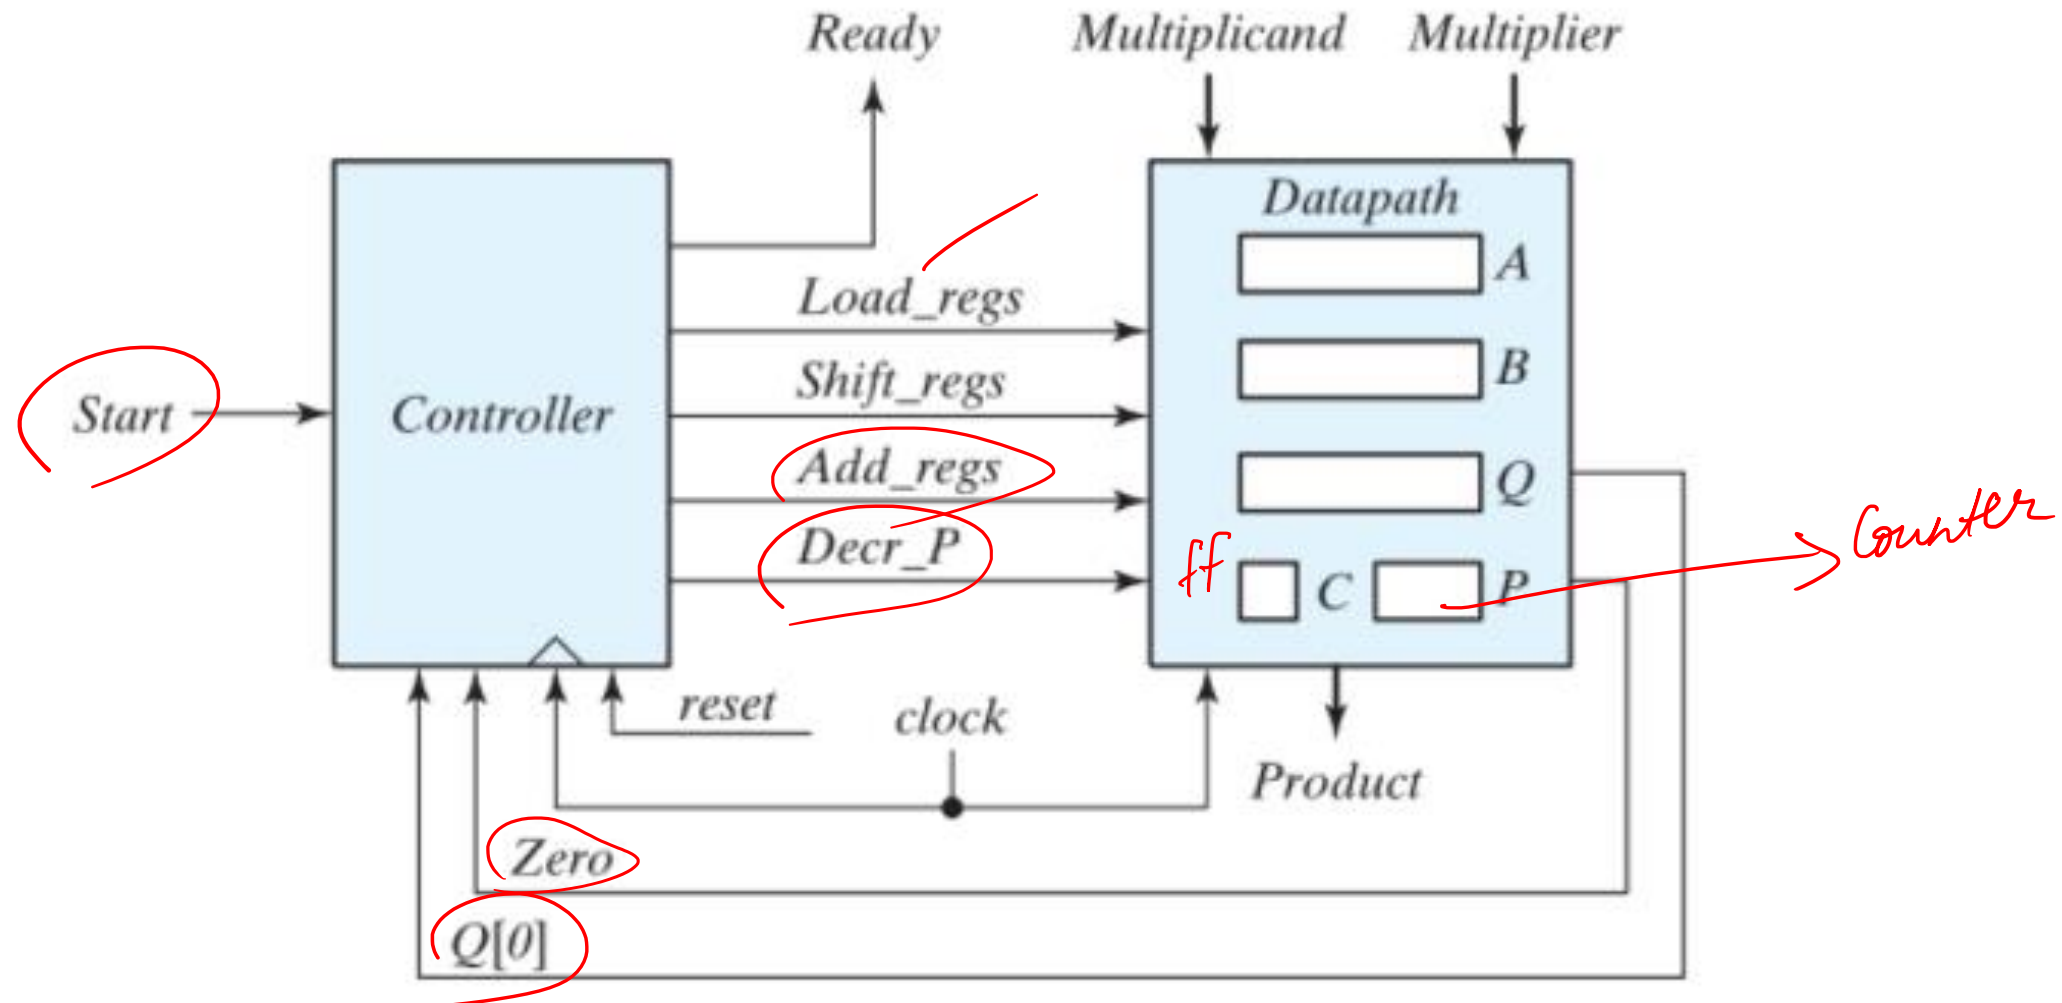 Ready
Multiplicand
Multiplier
Datapath
A
Load_regs
B
Shift_regs
Start
Controller
Add_regs
Q
Counter
Decr_P
ff
C
P
reset
clock
Product
Zero
Q[0]